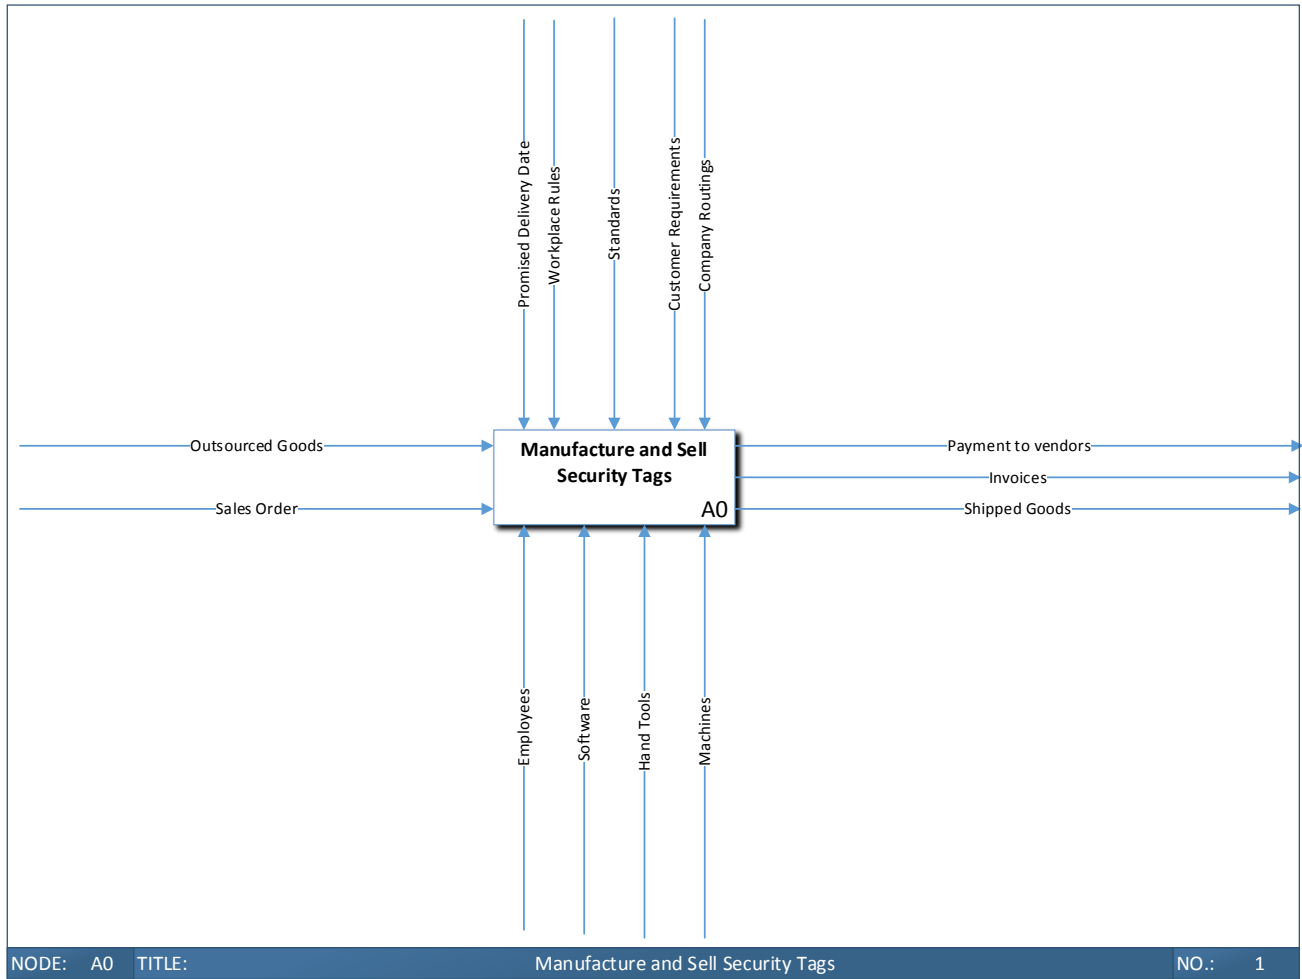 Promised Delivery Date
Workplace Rules
Standards
Customer Requirements
Company Routings
Outsourced Goods
Sales Order
Manufacture and Sell
Security Tags
A0
Payment to vendors
Invoices
Shipped Goods
Employees
Software
Hand Tools
Machines
NODE: A0 TITLE: Manufacture and Sell Security Tags NO.: 1